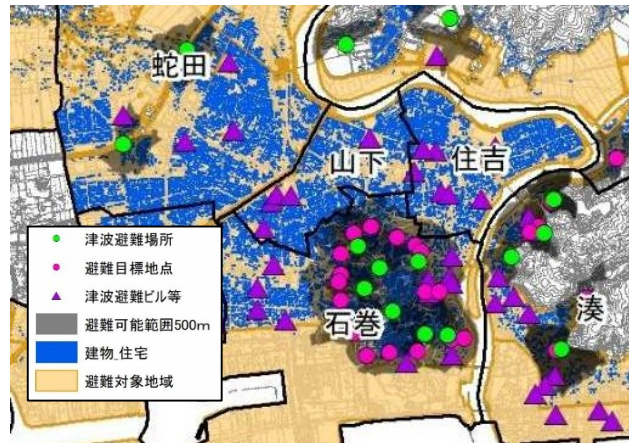 蛇田
山下
住吉
石巻
湊
津波避難場所
避難目標地点
津波避難ビル等
避難可能範囲500m
建物_住宅
避難対象地域